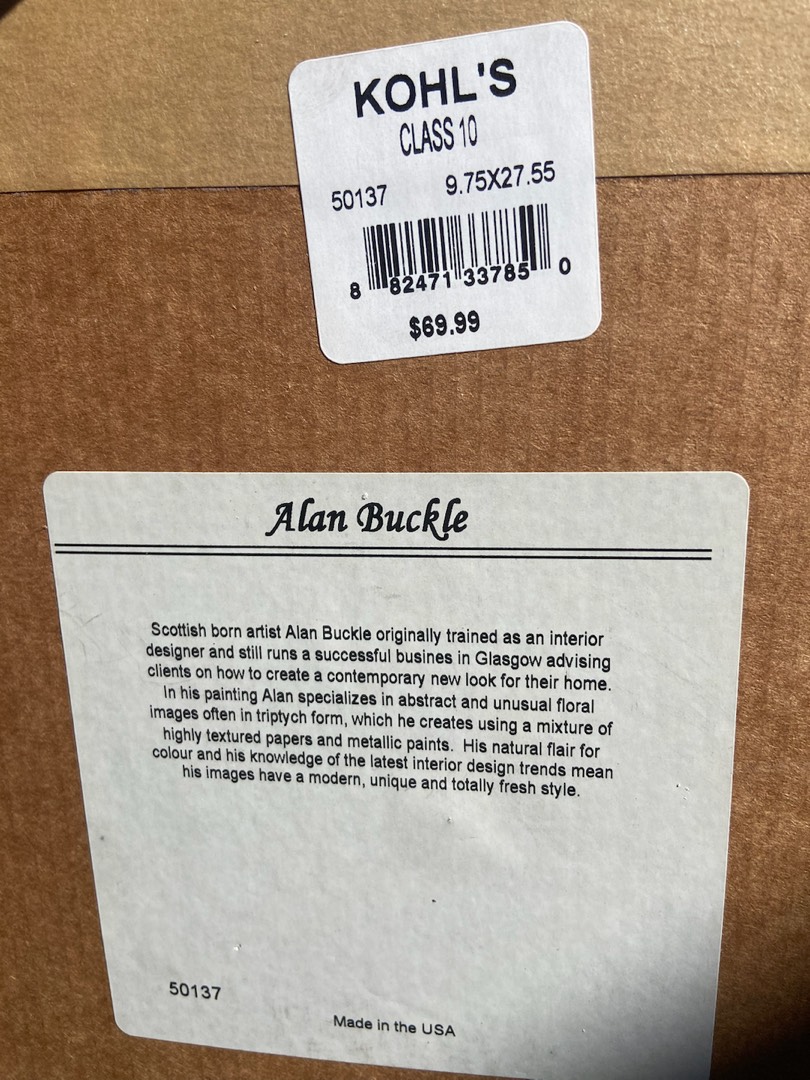 KOHL'S
CLASS 10
50137 9.75X27.55
8 82471 33785 0
$69.99
Alan Buckle
Scottish born artist Alan Buckle originally trained as an interior
designer and still runs a successful busines in Glasgow advising
clients on how to create a contemporary new look for their home.
In his painting Alan specializes in abstract and unusual floral
images often in triptych form, which he creates using a mixture of
highly textured papers and metallic paints. His natural flair for
colour and his knowledge of the latest interior design trends mean
his images have a modern, unique and totally fresh style.
50137
Made in the USA